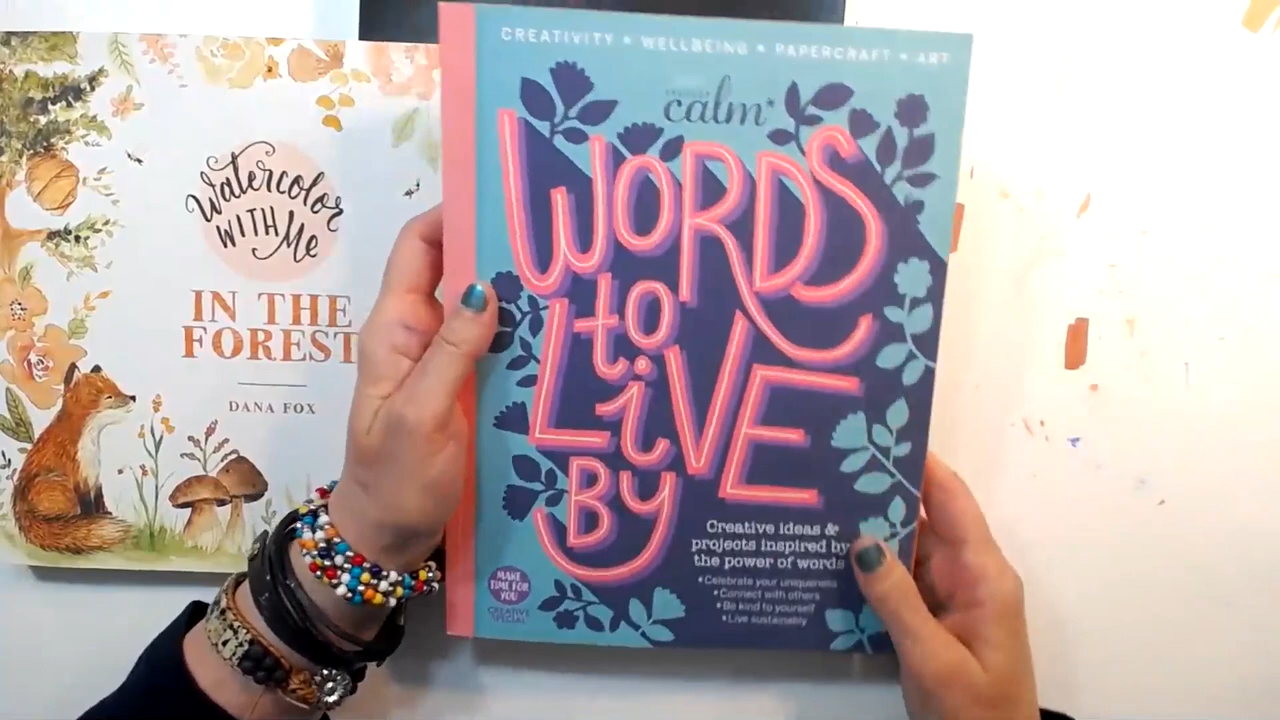 Watercolor
WITH Me
IN THE
FOREST
DANA FOX
CREATIVITY • WELLBEING • PAPERCRAFT • ART
calm
WORDS
to
LiVE
By
Creative ideas &
projects inspired by
the power of words
• Celebrate your uniqueness
• Connect with others
• Be kind to yourself
• Live sustainably
MAKE
TIME FOR
YOU
CREATIVE
SPECIAL